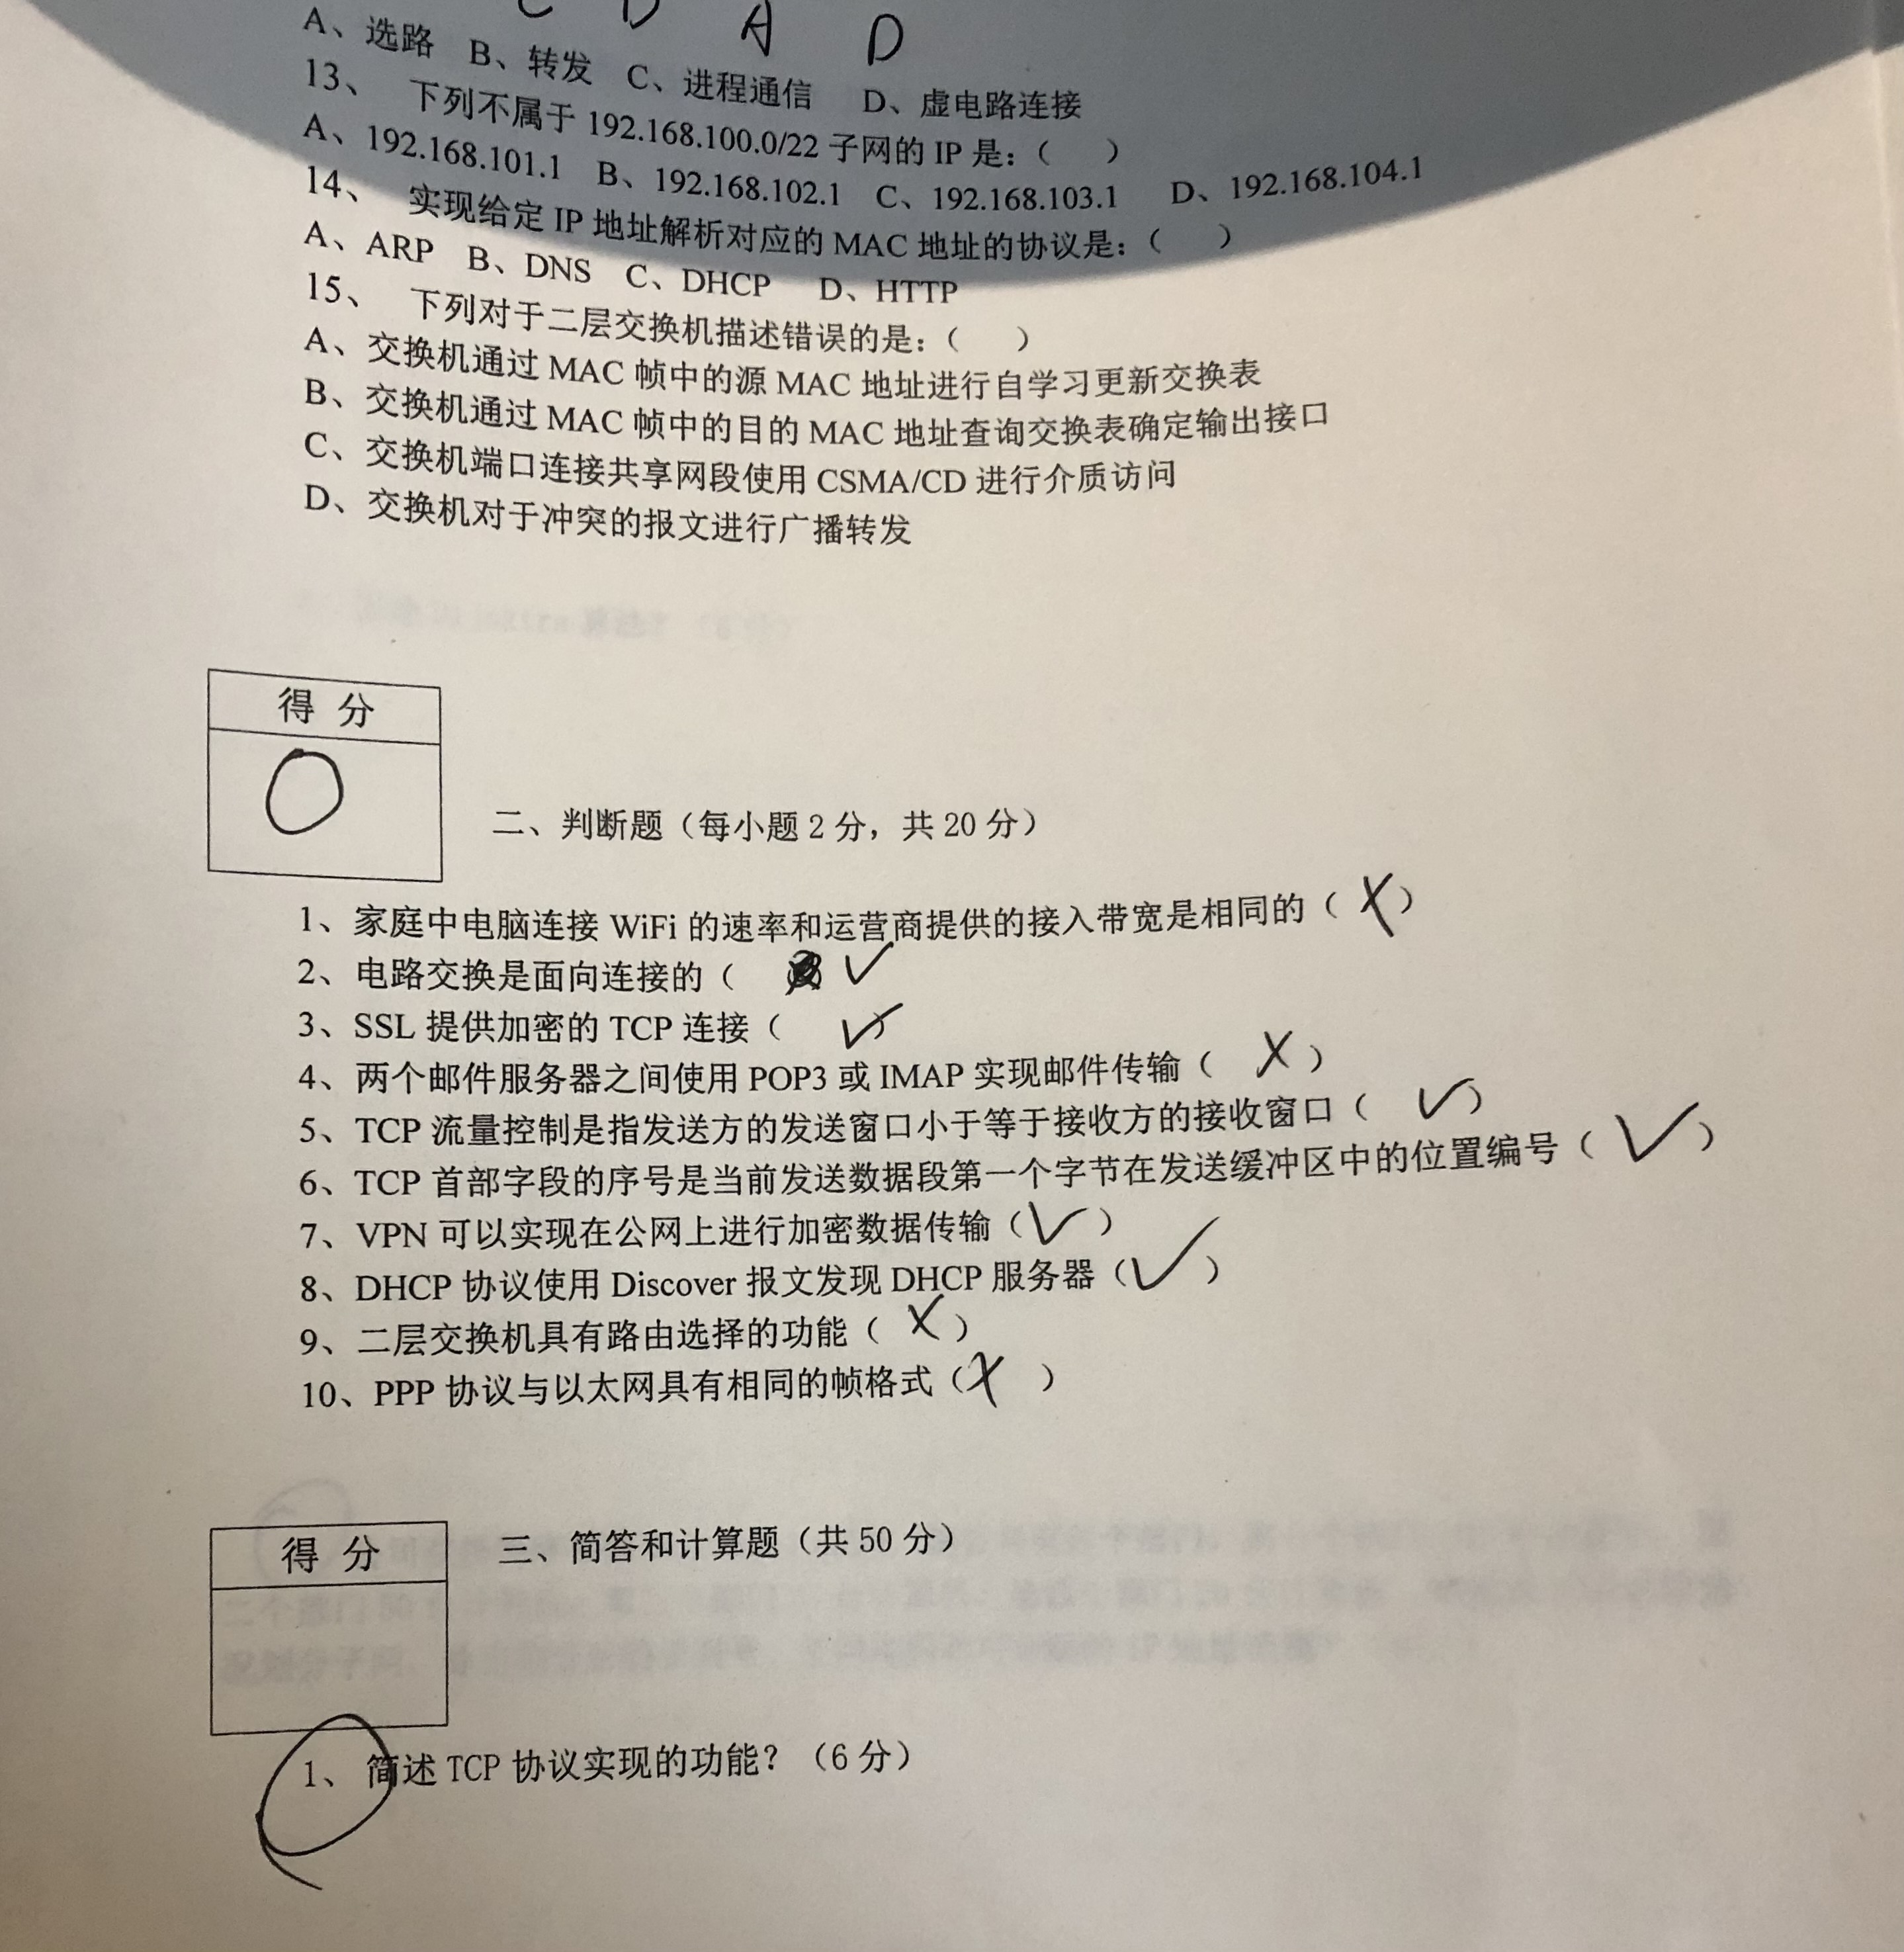 C D A D
A、选路 B、转发 C、进程通信 D、虚电路连接
13、 下列不属于 192.168.100.0/22 子网的 IP 是:( )
A、192.168.101.1 B、192.168.102.1 C、192.168.103.1 D、192.168.104.1
14、 实现给定 IP 地址解析对应的 MAC 地址的协议是:( )
A、ARP B、DNS C、DHCP D、HTTP
15、 下列对于二层交换机描述错误的是:( )
A、交换机通过 MAC 帧中的源 MAC 地址进行自学习更新交换表
B、交换机通过 MAC 帧中的目的 MAC 地址查询交换表确定输出接口
C、交换机端口连接共享网段使用 CSMA/CD 进行介质访问
D、交换机对于冲突的报文进行广播转发
得 分
○
二、判断题(每小题 2 分，共 20 分)
1、家庭中电脑连接 WiFi 的速率和运营商提供的接入带宽是相同的( ✗ )
2、电路交换是面向连接的( ✓
3、SSL 提供加密的 TCP 连接( ✓ )
4、两个邮件服务器之间使用 POP3 或 IMAP 实现邮件传输( ✗ )
5、TCP 流量控制是指发送方的发送窗口小于等于接收方的接收窗口( ✓ )
6、TCP 首部字段的序号是当前发送数据段第一个字节在发送缓冲区中的位置编号( ✓ )
7、VPN 可以实现在公网上进行加密数据传输( ✓ )
8、DHCP 协议使用 Discover 报文发现 DHCP 服务器( ✓ )
9、二层交换机具有路由选择的功能( ✗ )
10、PPP 协议与以太网具有相同的帧格式( ✗ )
得 分
三、简答和计算题(共 50 分)
1、 简述 TCP 协议实现的功能？(6 分)